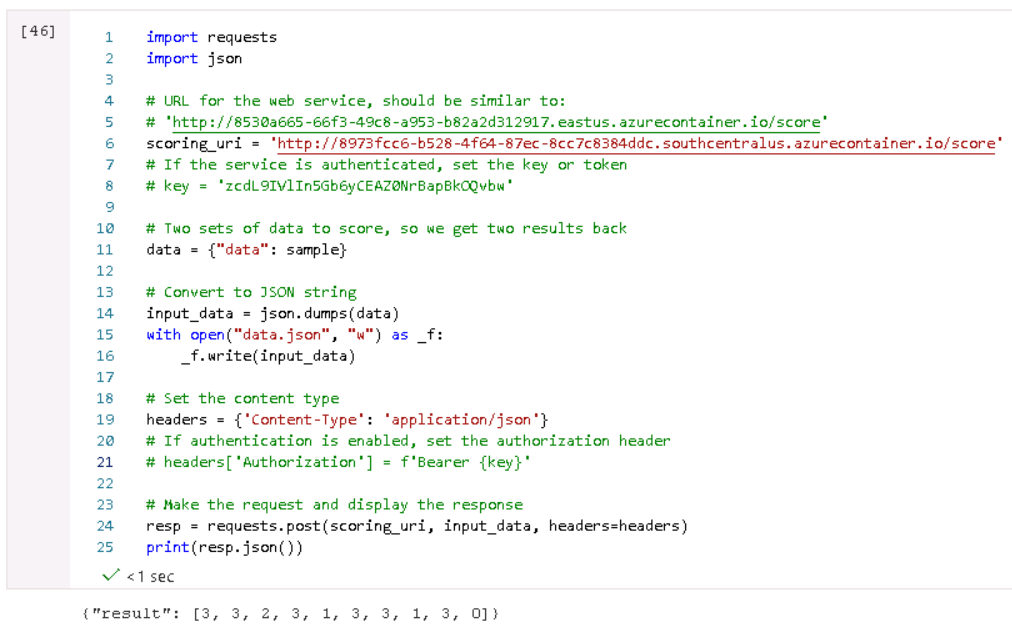 [46]
1 import requests
2 import json
3
4 # URL for the web service, should be similar to:
5 # 'http://8530a665-66f3-49c8-a953-b82a2d312917.eastus.azurecontainer.io/score'
6 scoring_uri = 'http://8973fcc6-b528-4f64-87ec-8cc7c8384ddc.southcentralus.azurecontainer.io/score'
7 # If the service is authenticated, set the key or token
8 # key = 'zcdL9IVlIn5Gb6yCEAZ0NrBapBkOQvbw'
9
10 # Two sets of data to score, so we get two results back
11 data = {"data": sample}
12
13 # Convert to JSON string
14 input_data = json.dumps(data)
15 with open("data.json", "w") as _f:
16     _f.write(input_data)
17
18 # Set the content type
19 headers = {'Content-Type': 'application/json'}
20 # If authentication is enabled, set the authorization header
21 # headers['Authorization'] = f'Bearer {key}'
22
23 # Make the request and display the response
24 resp = requests.post(scoring_uri, input_data, headers=headers)
25 print(resp.json())
<1 sec
{"result": [3, 3, 2, 3, 1, 3, 3, 1, 3, 0]}